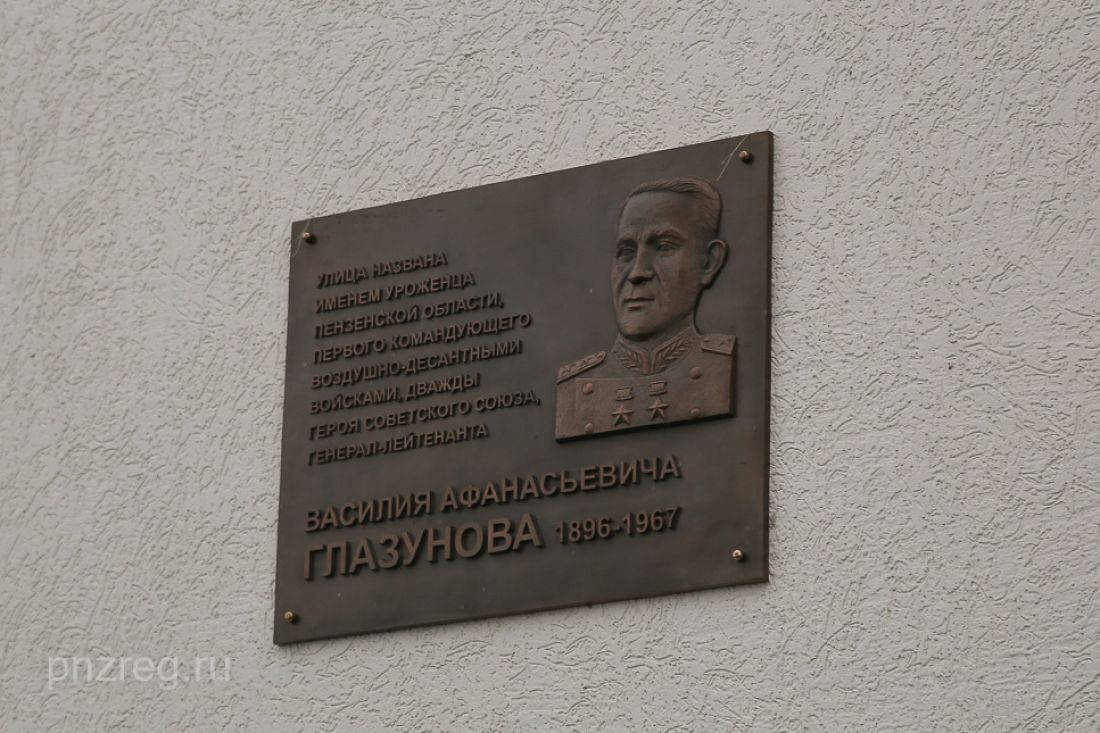 УЛИЦА НАЗВАНА
ИМЕНЕМ УРОЖЕНЦА
ПЕНЗЕНСКОЙ ОБЛАСТИ,
ПЕРВОГО КОМАНДУЮЩЕГО
ВОЗДУШНО-ДЕСАНТНЫМИ
ВОЙСКАМИ, ДВАЖДЫ
ГЕРОЯ СОВЕТСКОГО СОЮЗА,
ГЕНЕРАЛ-ЛЕЙТЕНАНТА
ВАСИЛИЯ АФАНАСЬЕВИЧА
ГЛАЗУНОВА 1896-1967
pnzreg.ru